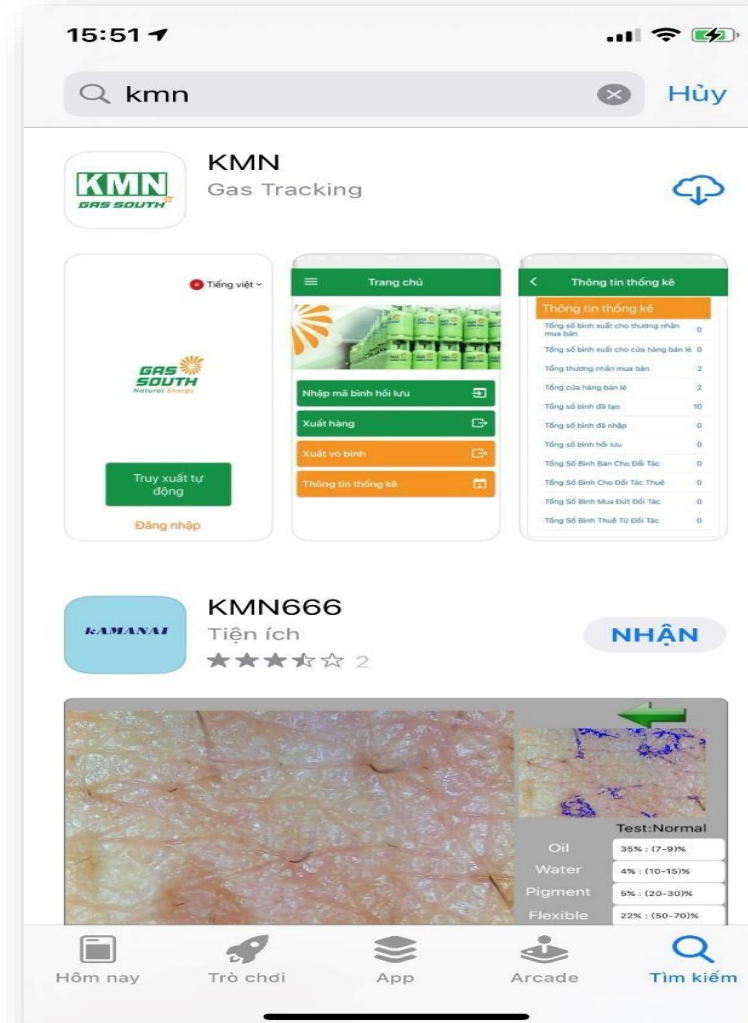 15:51
kmn
Hủy
KMN
Gas Tracking
KMN
GAS SOUTH
Tiếng việt
GAS
SOUTH
Natural Energy
Truy xuất tự
động
Đăng nhập
Trang chủ
Nhập mã bình hồi lưu
Xuất hàng
Xuất vỏ bình
Thông tin thống kê
Thông tin thống kê
Thông tin thống kê
Tổng số bình xuất cho thương nhân
mua bán 0
Tổng số bình xuất cho cửa hàng bán lẻ 0
Tổng thương nhân mua bán 2
Tổng cửa hàng bán lẻ 2
Tổng số bình đã tạo 10
Tổng số bình đã nhập 0
Tổng số bình hồi lưu 0
Tổng Số Bình Bán Cho Đối Tác 0
Tổng Số Bình Cho Đối Tác Thuê 0
Tổng Số Bình Mua Đứt Đối Tác 0
Tổng Số Bình Thuê Từ Đối Tác 0
kAMANAI
KMN666
Tiện ích
2
NHẬN
Test:Normal
Oil 35% : (7-9)%
Water 4% : (10-15)%
Pigment 5% : (20-30)%
Flexible 22% : (50-70)%
Hôm nay
Trò chơi
App
Arcade
Tìm kiếm